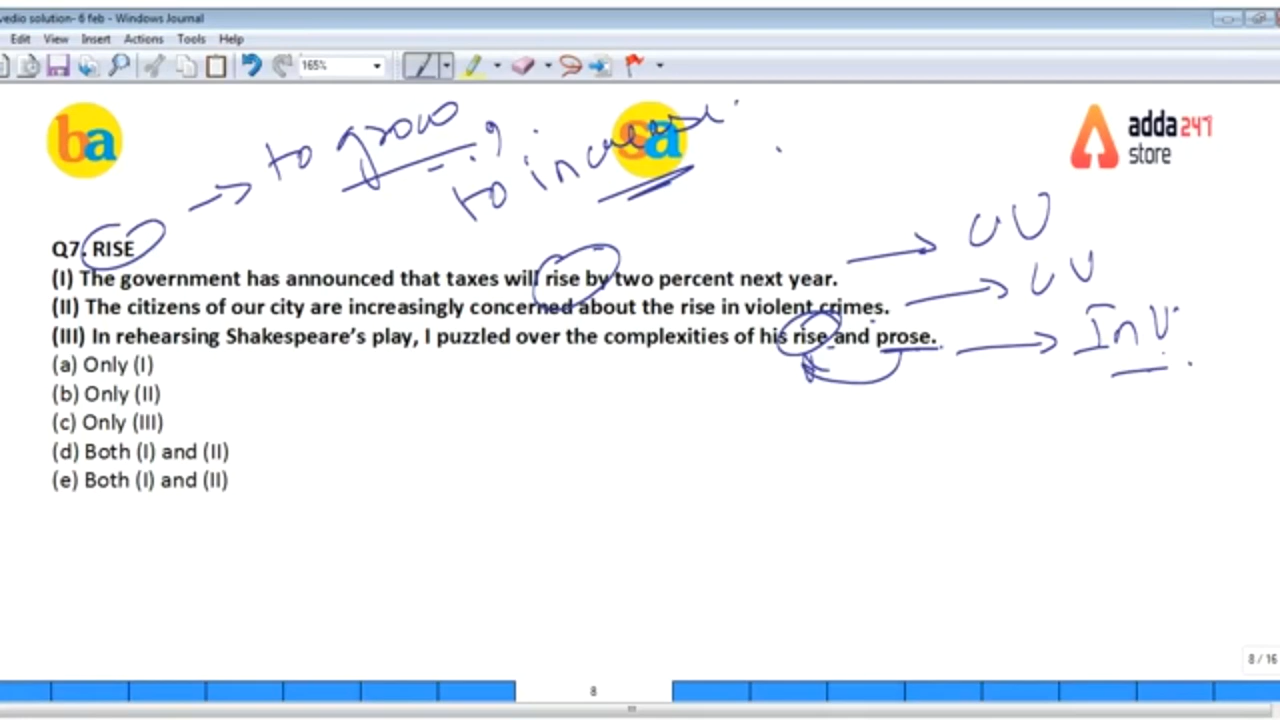 vedio solution- 6 feb - Windows Journal
Edit View Insert Actions Tools Help
165%
ba
sa
adda247
store
to grow,
to increase.
Q7. RISE
(I) The government has announced that taxes will rise by two percent next year.
(II) The citizens of our city are increasingly concerned about the rise in violent crimes.
(III) In rehearsing Shakespeare's play, I puzzled over the complexities of his rise and prose.
InV.
(a) Only (I)
(b) Only (II)
(c) Only (III)
(d) Both (I) and (II)
(e) Both (I) and (II)
8 / 16
8